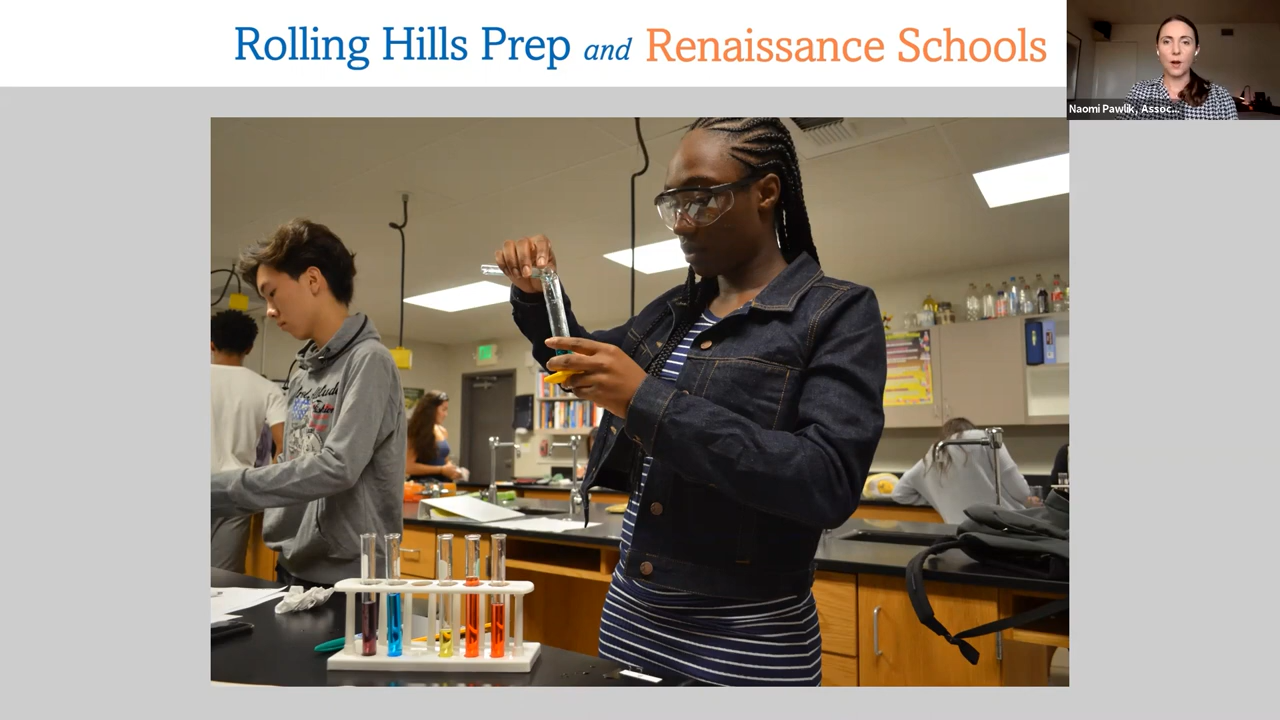 Rolling Hills Prep and Renaissance Schools
Naomi Pawlik, Assoc...